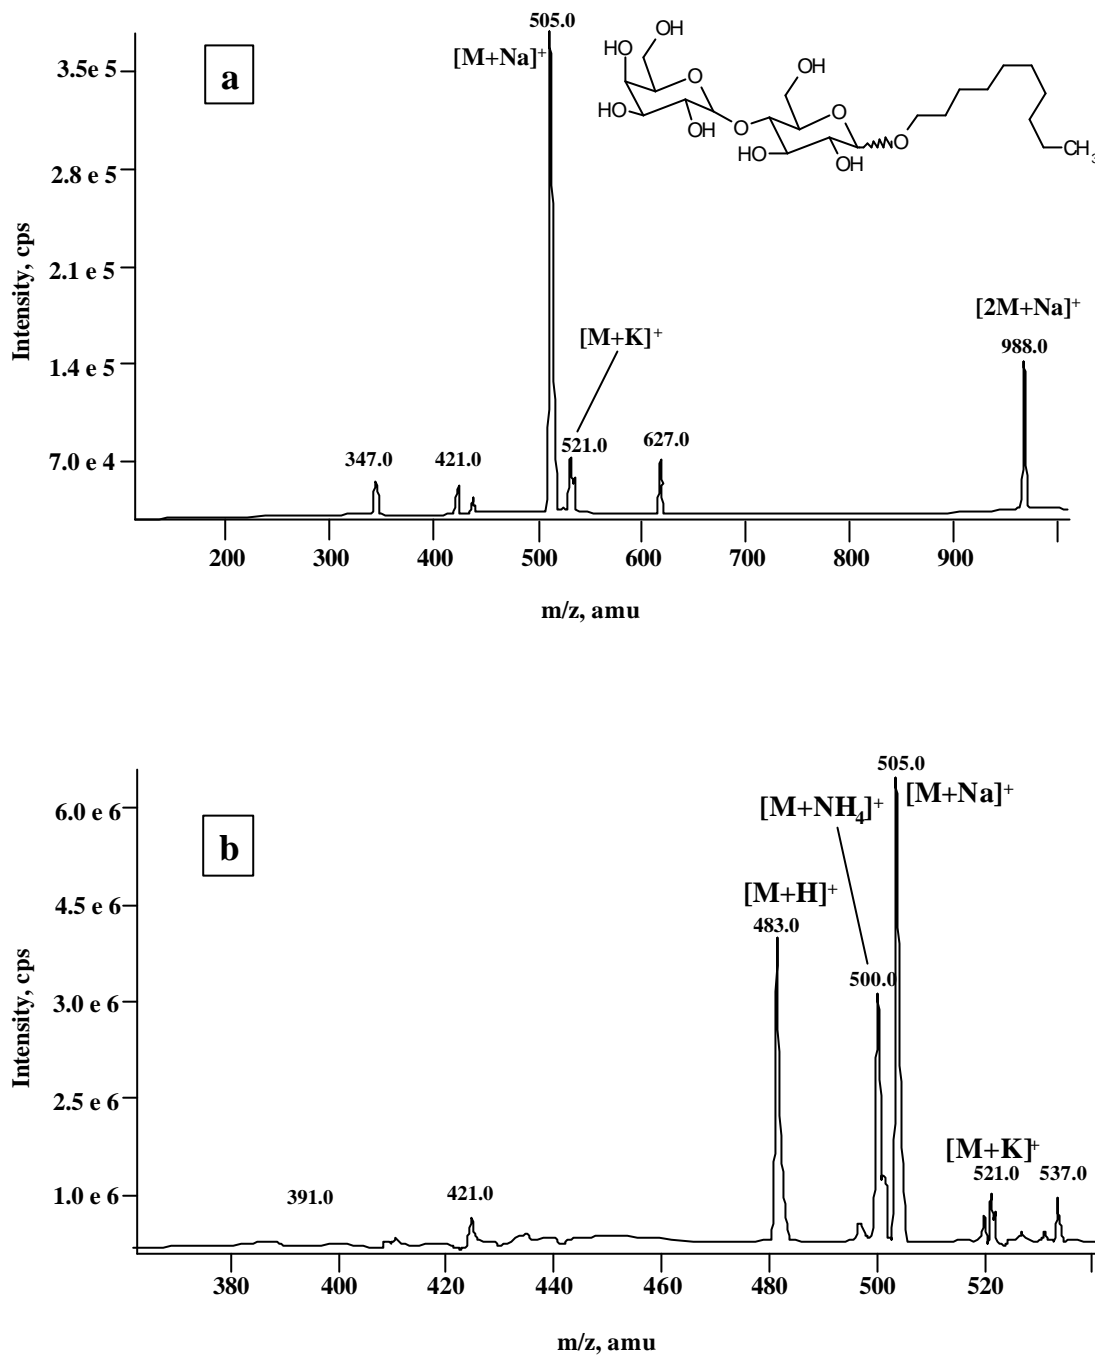 505.0
[M+Na]+
a
3.5e 5
2.8 e 5
2.1 e 5
1.4 e 5
7.0 e 4
Intensity, cps
OH
HO
O
HO
OH
O
OH
O
HO
OH
O
CH3
[M+K]+
[2M+Na]+
988.0
347.0
421.0
521.0
627.0
200 300 400 500 600 700 800 900
m/z, amu
b
505.0
[M+Na]+
[M+NH4]+
[M+H]+
483.0
500.0
6.0 e 6
4.5 e 6
3.0 e 6
2.5 e 6
1.0 e 6
Intensity, cps
391.0
421.0
[M+K]+
521.0 537.0
380 400 420 440 460 480 500 520
m/z, amu